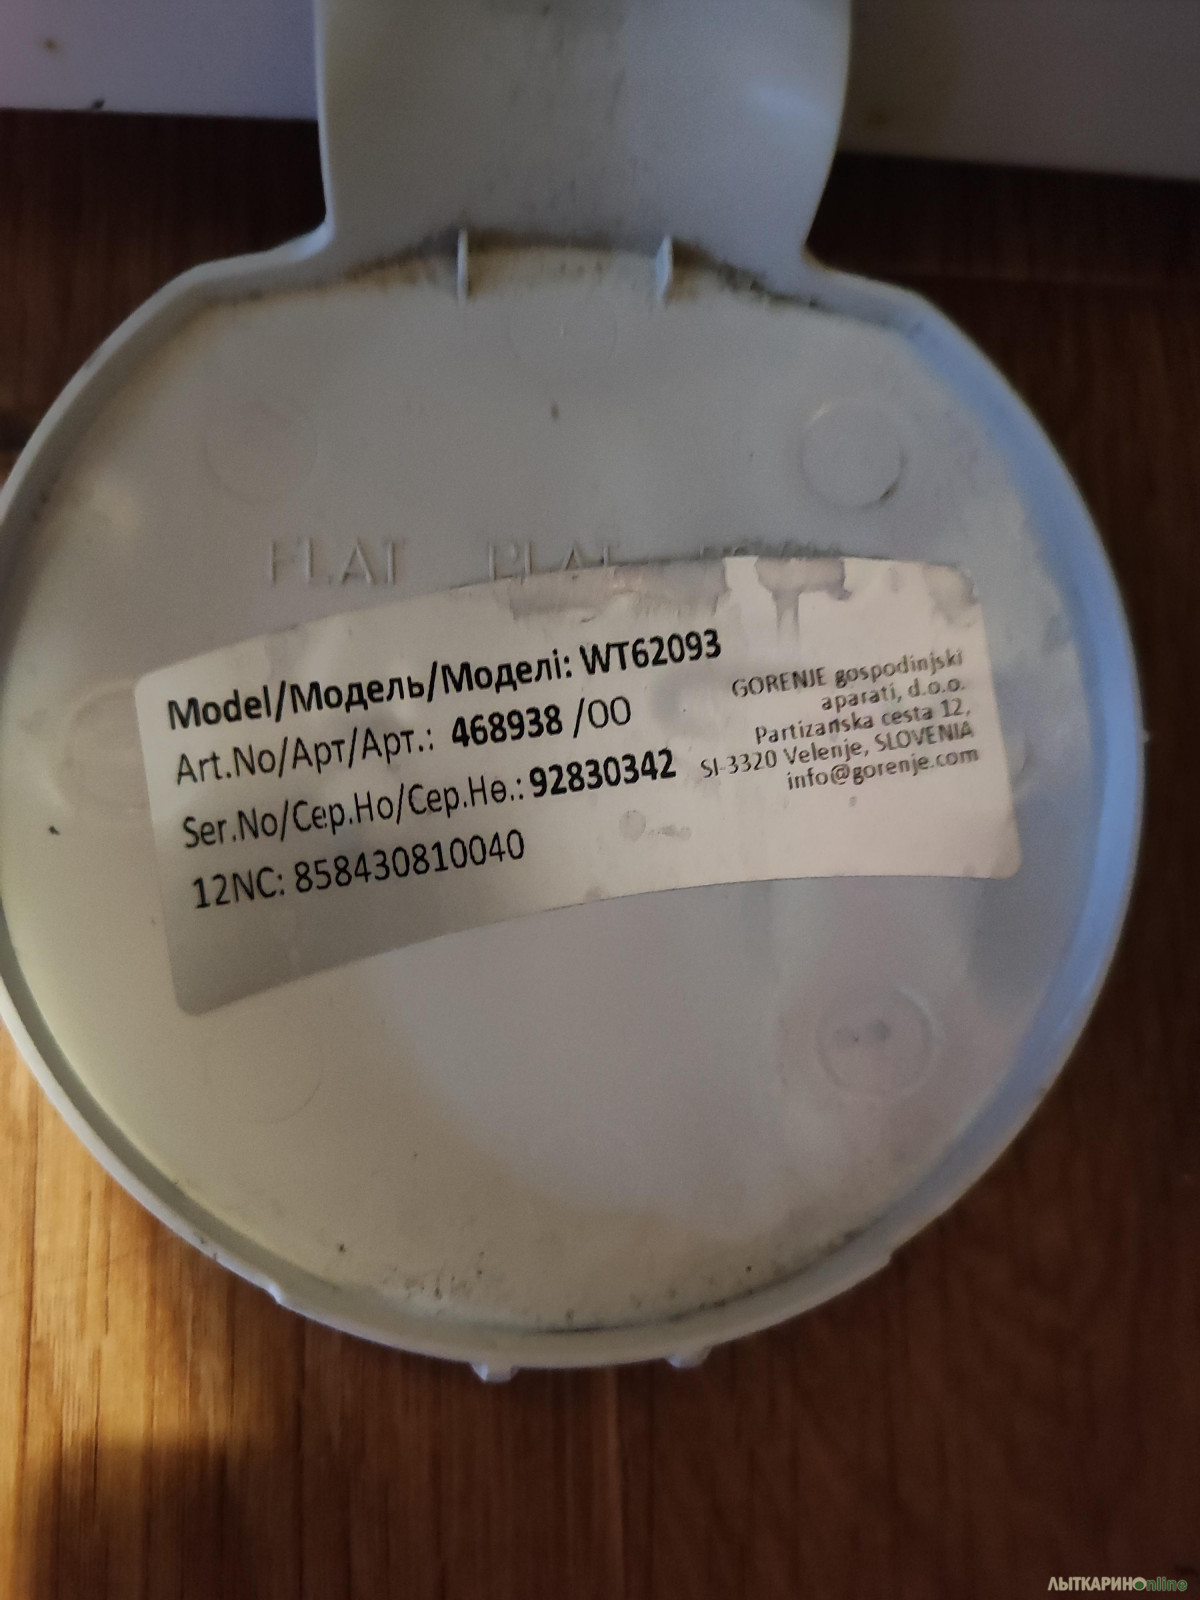 FLAT
Model/Модель/Моделі: WT62093
Art.No/Арт/Арт.: 468938 /00
Ser.No/Сер.Но/Сер.Нө.: 92830342
12NC: 858430810040
GORENJE gospodinjski
aparati, d.o.o.
Partizanska cesta 12,
SI-3320 Velenje, SLOVENIA
info@gorenje.com
ЛЫТКАРИНОnline